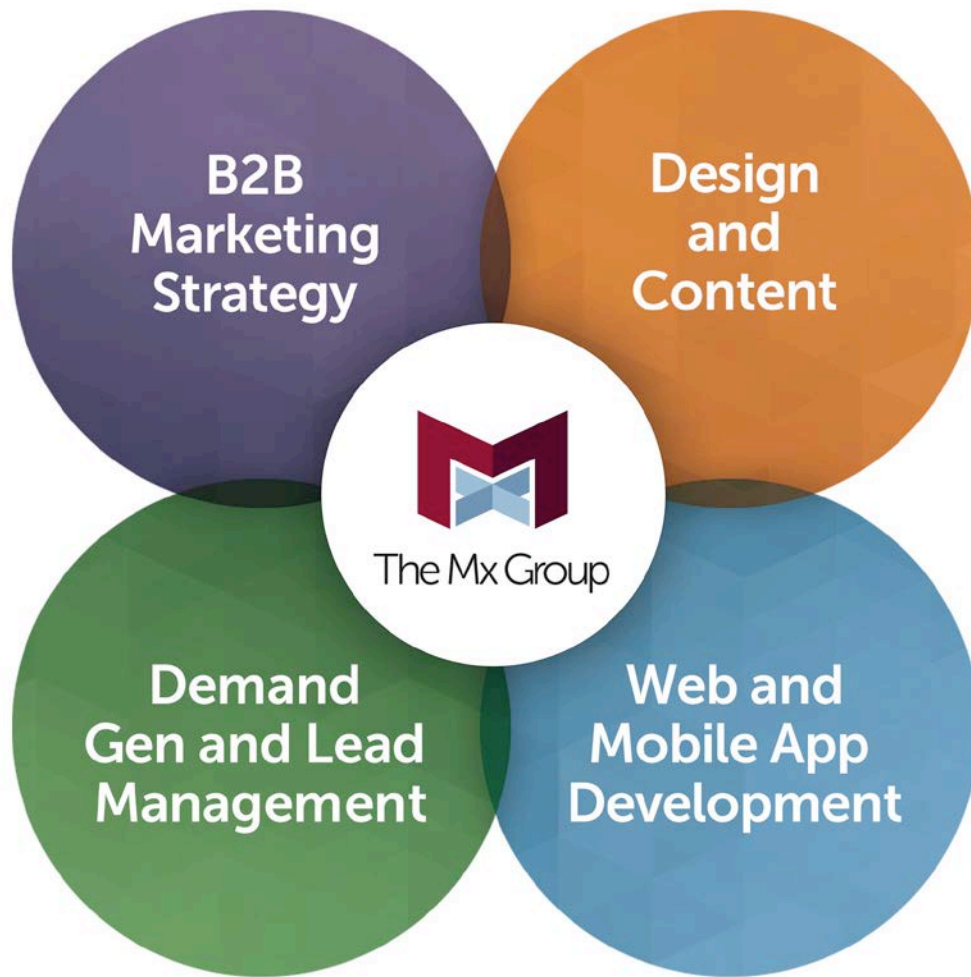 B2B
Marketing
Strategy
Design
and
Content
The Mx Group
Demand
Gen and Lead
Management
Web and
Mobile App
Development